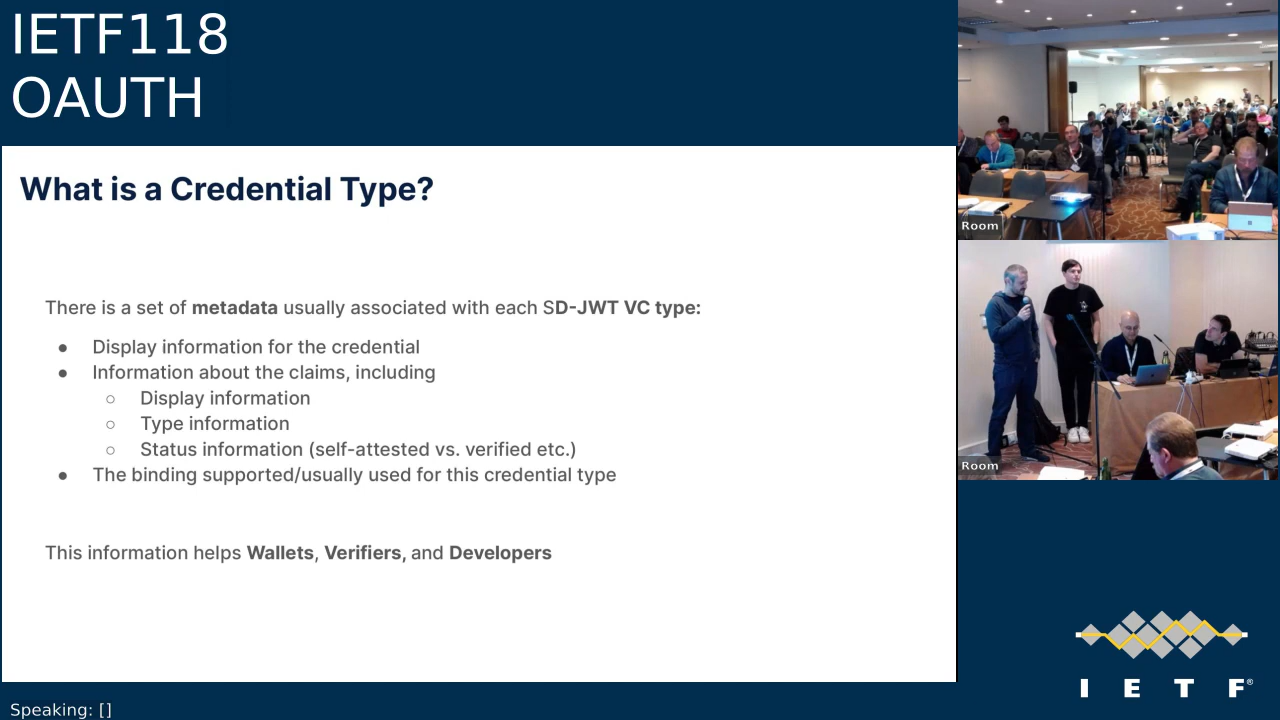 IETF118
OAUTH
What is a Credential Type?
There is a set of metadata usually associated with each SD-JWT VC type:
● Display information for the credential
● Information about the claims, including
○ Display information
○ Type information
○ Status information (self-attested vs. verified etc.)
● The binding supported/usually used for this credential type
This information helps Wallets, Verifiers, and Developers
Room
Room
I E T F®
Speaking: []